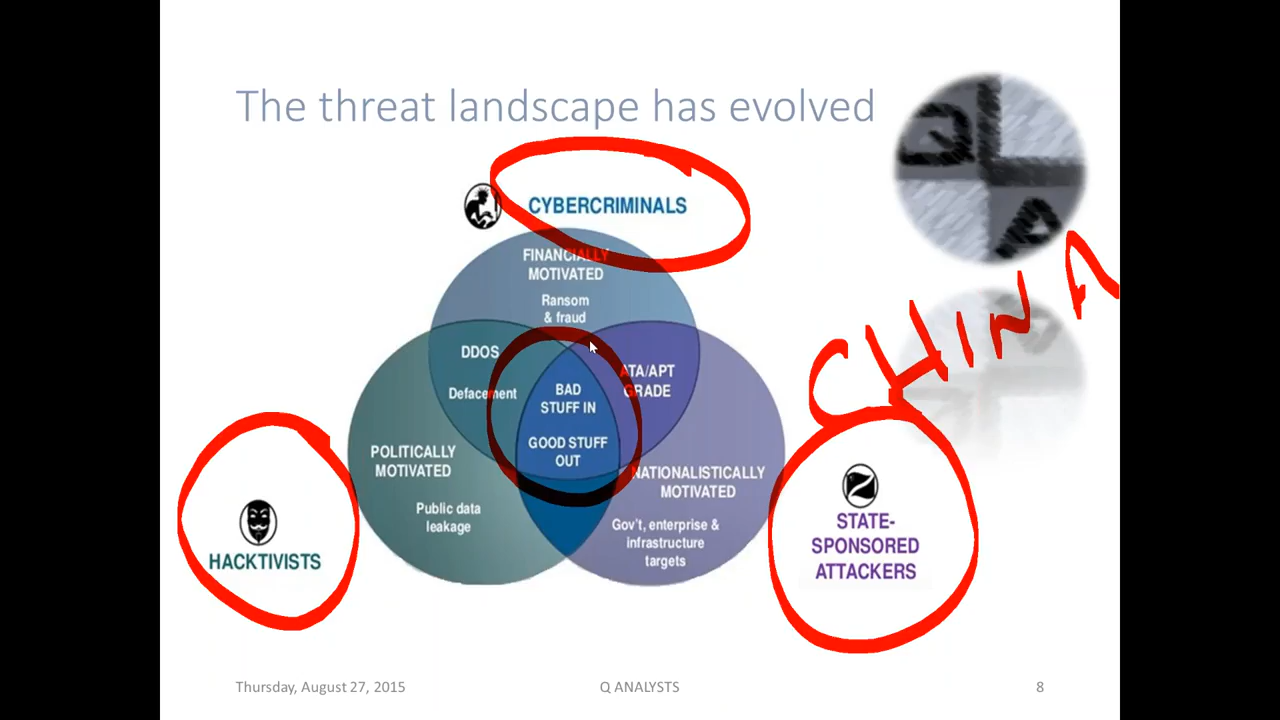 The threat landscape has evolved
CYBERCRIMINALS
FINANCIALLY
MOTIVATED
Ransom
& fraud
DDOS
Defacement
ATA/APT
GRADE
BAD
STUFF IN
GOOD STUFF
OUT
POLITICALLY
MOTIVATED
Public data
leakage
NATIONALISTICALLY
MOTIVATED
Gov't, enterprise &
infrastructure
targets
HACKTIVISTS
STATE-
SPONSORED
ATTACKERS
CHINA
Q
A
Thursday, August 27, 2015
Q ANALYSTS
8